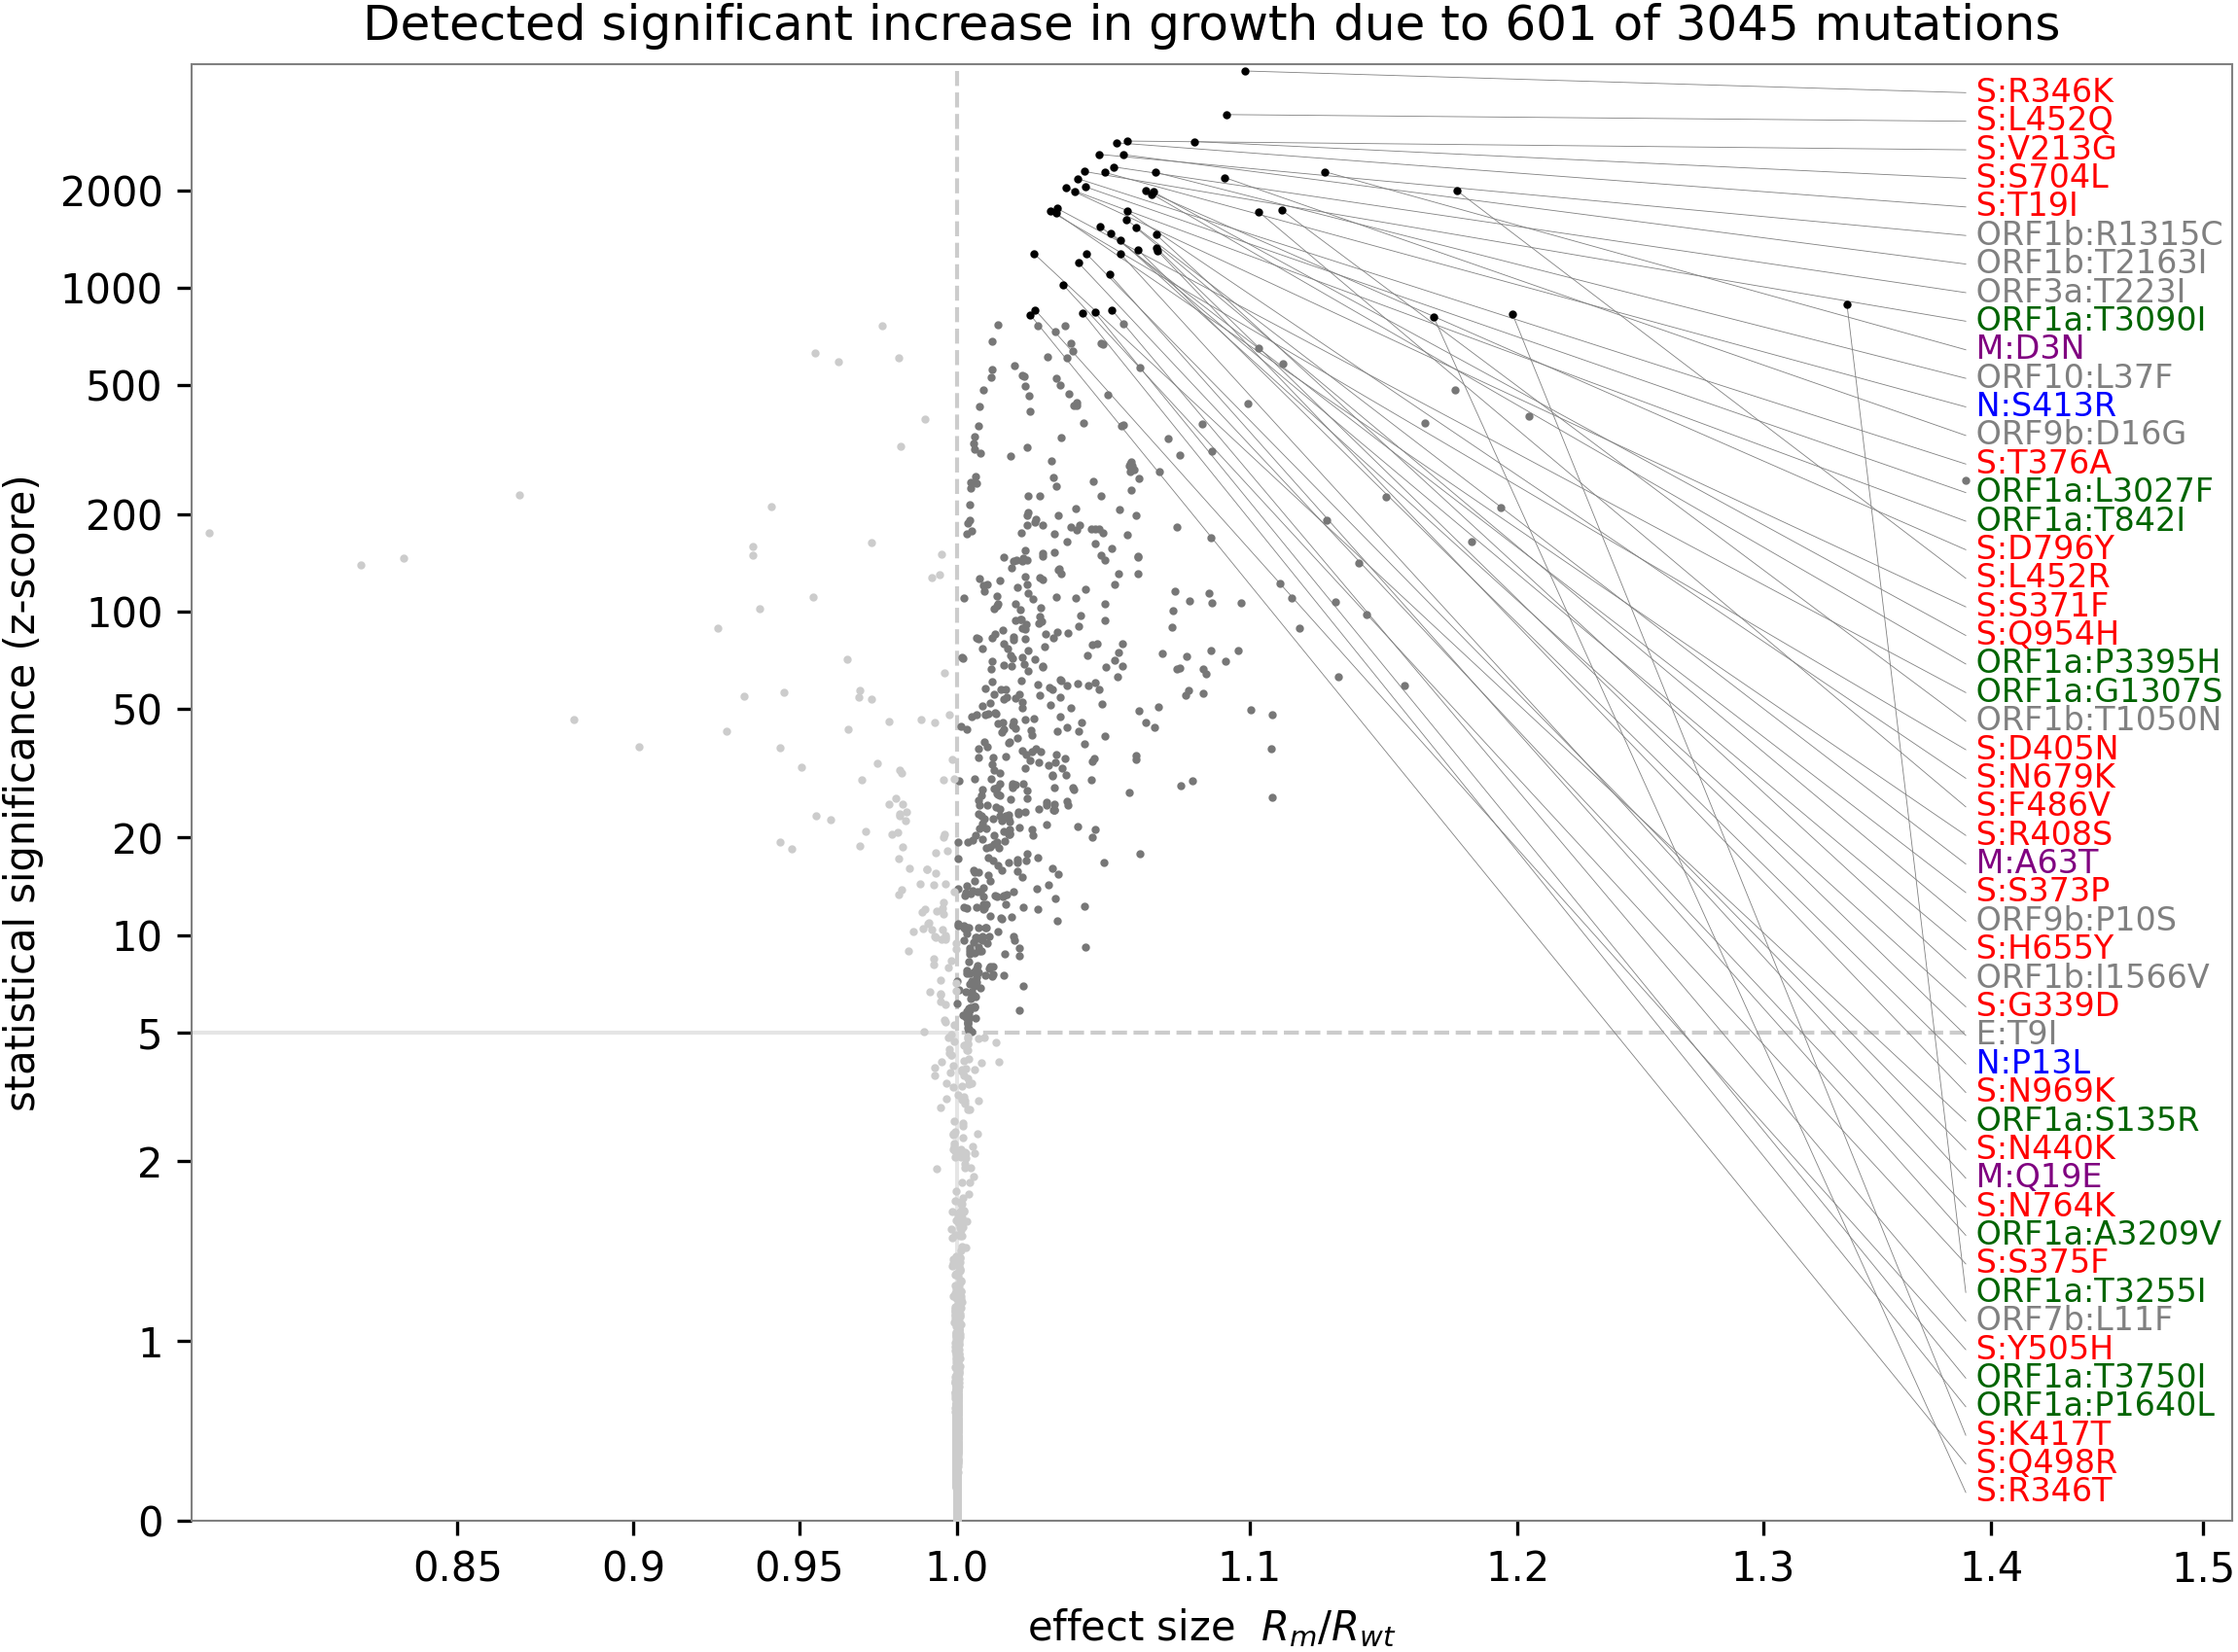 Detected significant increase in growth due to 601 of 3045 mutations
statistical significance (z-score)
2000
1000
500
200
100
50
20
10
5
2
1
0
S:R346K
S:L452Q
S:V213G
S:S704L
S:T19I
ORF1b:R1315C
ORF1b:T2163I
ORF3a:T223I
ORF1a:T3090I
M:D3N
ORF10:L37F
N:S413R
ORF9b:D16G
S:T376A
ORF1a:L3027F
ORF1a:T842I
S:D796Y
S:L452R
S:S371F
S:Q954H
ORF1a:P3395H
ORF1a:G1307S
ORF1b:T1050N
S:D405N
S:N679K
S:F486V
S:R408S
M:A63T
S:S373P
ORF9b:P10S
S:H655Y
ORF1b:I1566V
S:G339D
E:T9I
N:P13L
S:N969K
ORF1a:S135R
S:N440K
M:Q19E
S:N764K
ORF1a:A3209V
S:S375F
ORF1a:T3255I
ORF7b:L11F
S:Y505H
ORF1a:T3750I
ORF1a:P1640L
S:K417T
S:Q498R
S:R346T
0.85 0.9 0.95 1.0 1.1 1.2 1.3 1.4 1.5
effect size Rm/Rwt